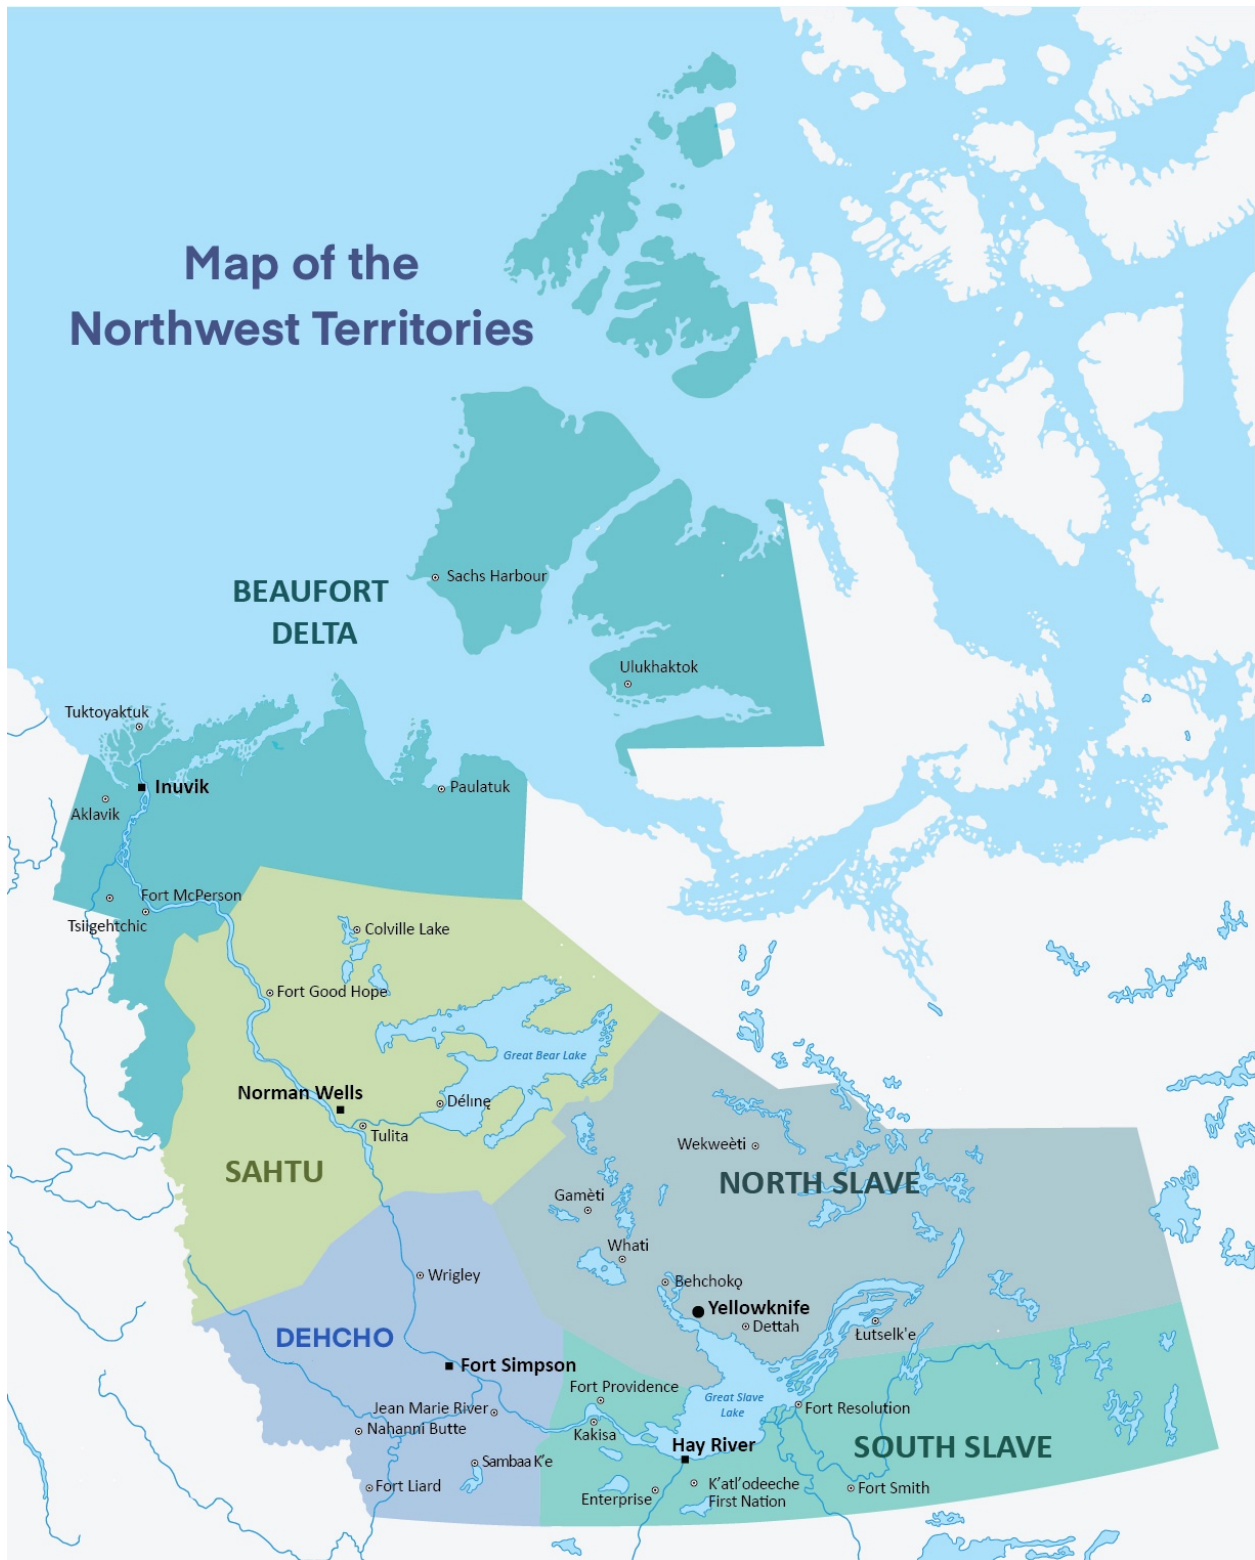 Map of the
Northwest Territories
Sachs Harbour
BEAUFORT
DELTA
Ulukhaktok
Tuktoyaktuk
Inuvik
Paulatuk
Aklavik
Fort McPerson
Tsiigehtchic
Colville Lake
Fort Good Hope
Great Bear Lake
Norman Wells
Délı̨nę
Tulita
Wekweètì
SAHTU
NORTH SLAVE
Gamètì
Whatì
Wrigley
Behchokǫ
Yellowknife
Dettah
DEHCHO
Łutselk'e
Fort Simpson
Fort Providence
Great Slave
Lake
Jean Marie River
Fort Resolution
Nahanni Butte
Kakisa
Hay River
SOUTH SLAVE
Sambaa K'e
Fort Liard
K'atl'odeeche
First Nation
Enterprise
Fort Smith